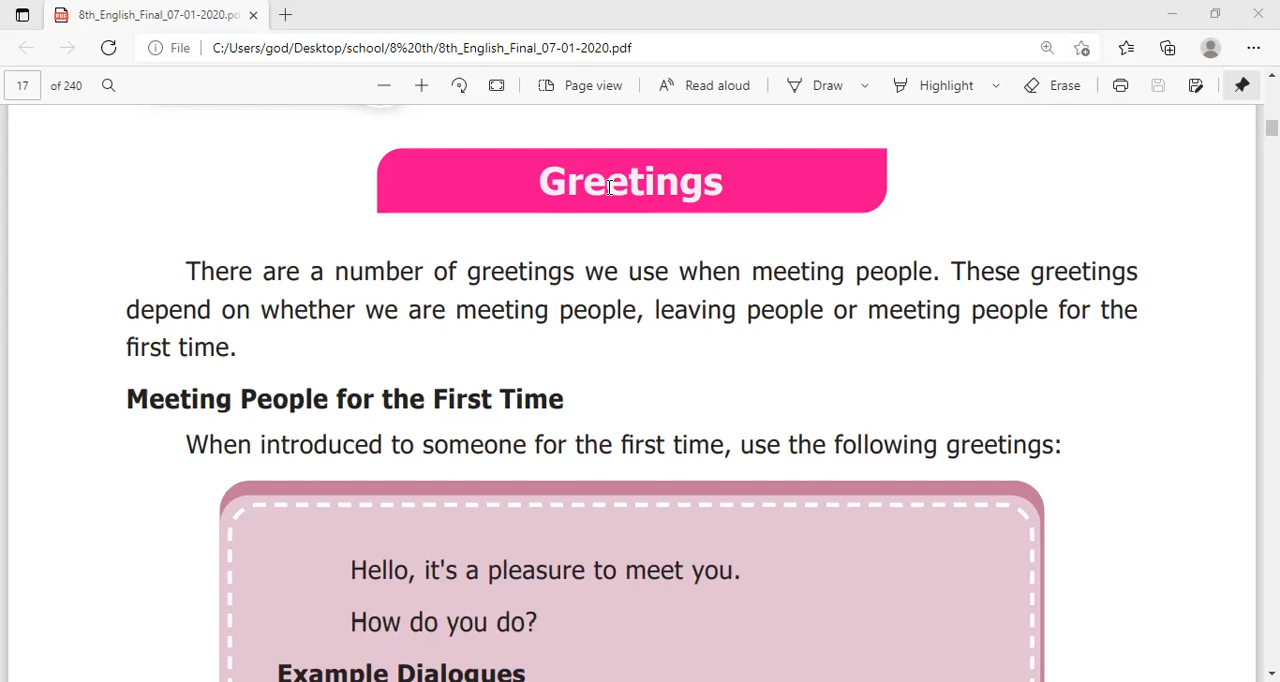 8th_English_Final_07-01-2020.pd
File
C:/Users/god/Desktop/school/8%20th/8th_English_Final_07-01-2020.pdf
17 of 240
Page view
Read aloud
Draw
Highlight
Erase
Greetings
There are a number of greetings we use when meeting people. These greetings
depend on whether we are meeting people, leaving people or meeting people for the
first time.
Meeting People for the First Time
When introduced to someone for the first time, use the following greetings:
Hello, it's a pleasure to meet you.
How do you do?
Example Dialogues